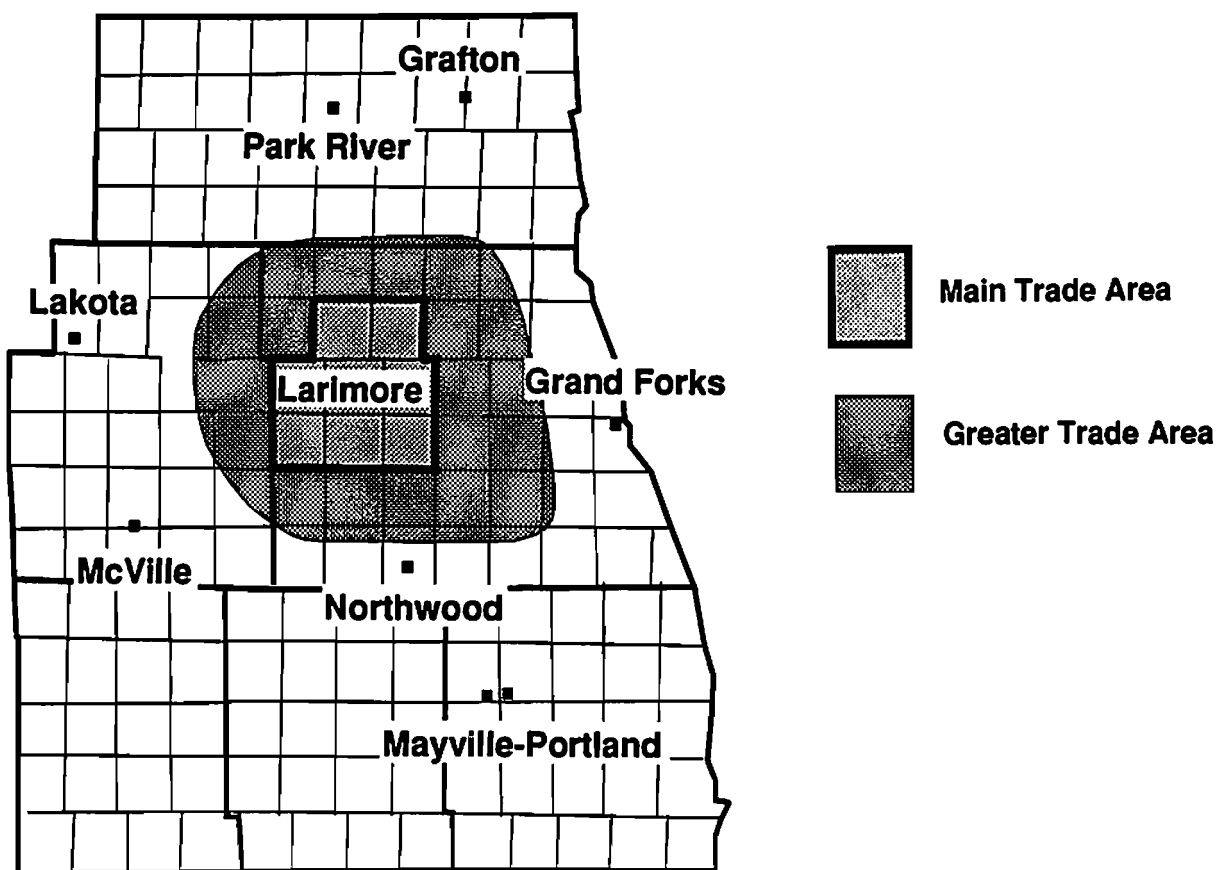 Grafton
Park River
Lakota
Larimore
Grand Forks
McVille
Northwood
Mayville-Portland
Main Trade Area
Greater Trade Area